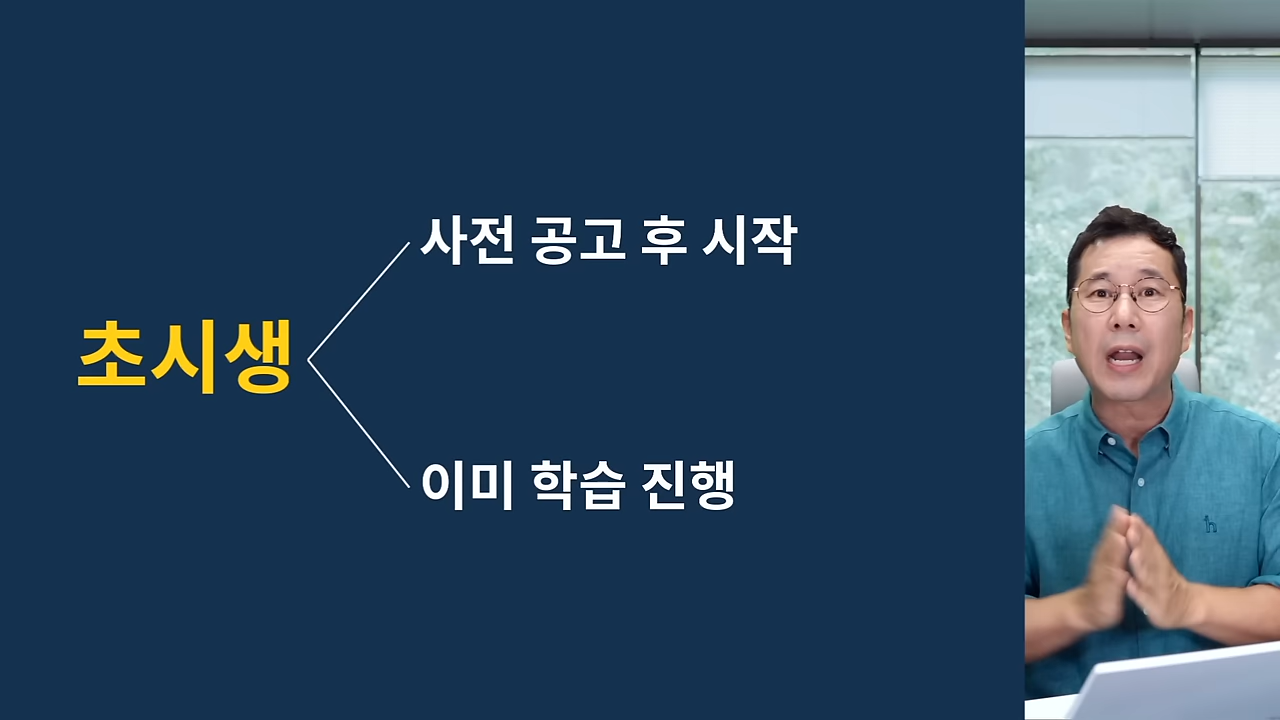 사전 공고 후 시작
초시생
이미 학습 진행